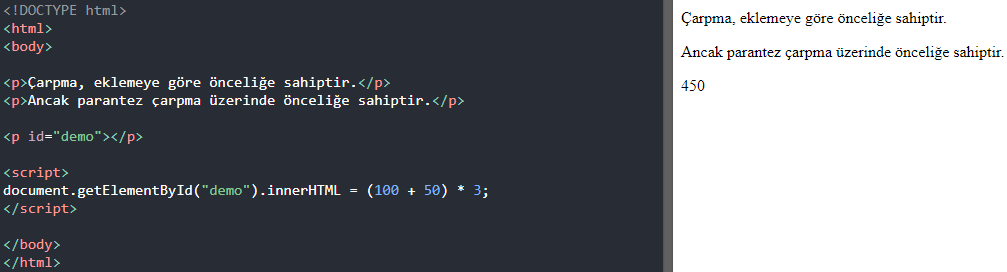 <!DOCTYPE html>
<html>
<body>
<p>Çarpma, eklemeye göre önceliğe sahiptir.</p>
<p>Ancak parantez çarpma üzerinde önceliğe sahiptir.</p>
<p id="demo"></p>
<script>
document.getElementById("demo").innerHTML = (100 + 50) * 3;
</script>
</body>
</html>
Çarpma, eklemeye göre önceliğe sahiptir.
Ancak parantez çarpma üzerinde önceliğe sahiptir.
450